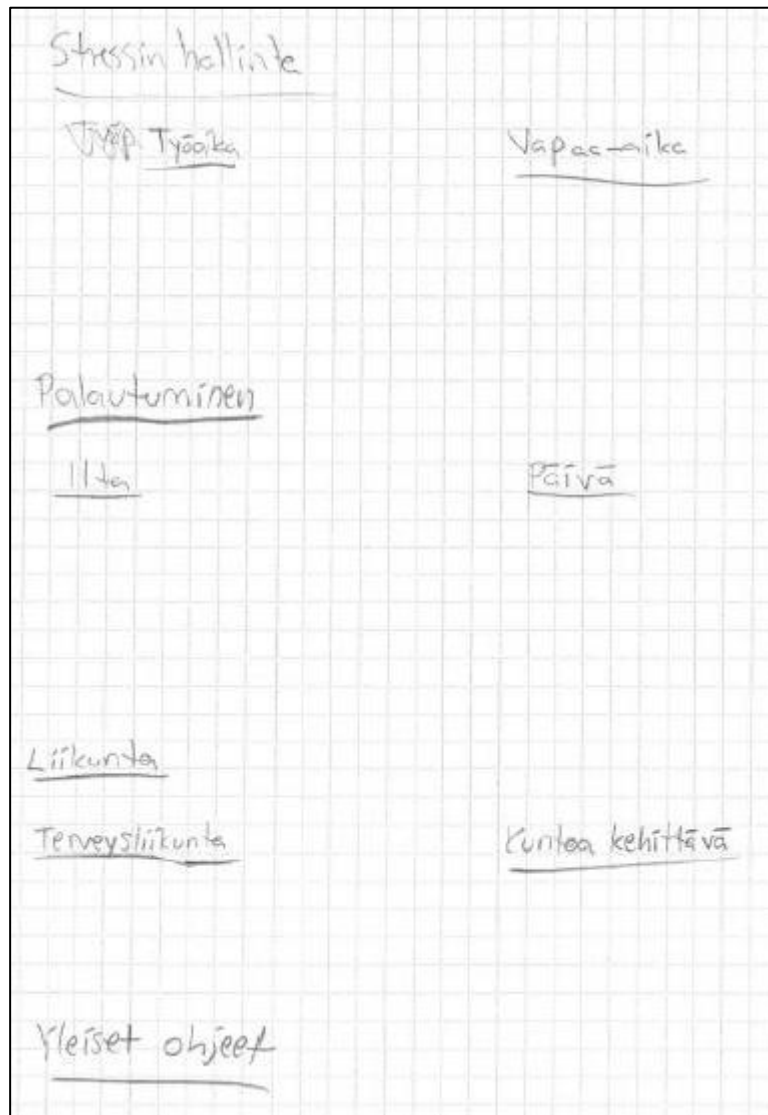 Stressin hallinta
Työaika Vapaa-aika
Palautuminen
Ilta Päivä
Liikunta
Terveysliikunta Kuntoa kehittävä
Yleiset ohjeet